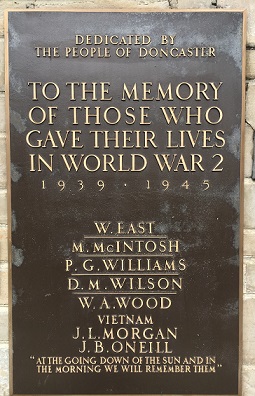 DEDICATED BY
THE PEOPLE OF DONCASTER
TO THE MEMORY
OF THOSE WHO
GAVE THEIR LIVES
IN WORLD WAR 2
1939 · 1945
W. EAST
M. McINTOSH
P. G. WILLIAMS
D. M. WILSON
W. A. WOOD
VIETNAM
J. L. MORGAN
J. B. ONEILL
"AT THE GOING DOWN OF THE SUN AND IN
THE MORNING WE WILL REMEMBER THEM"